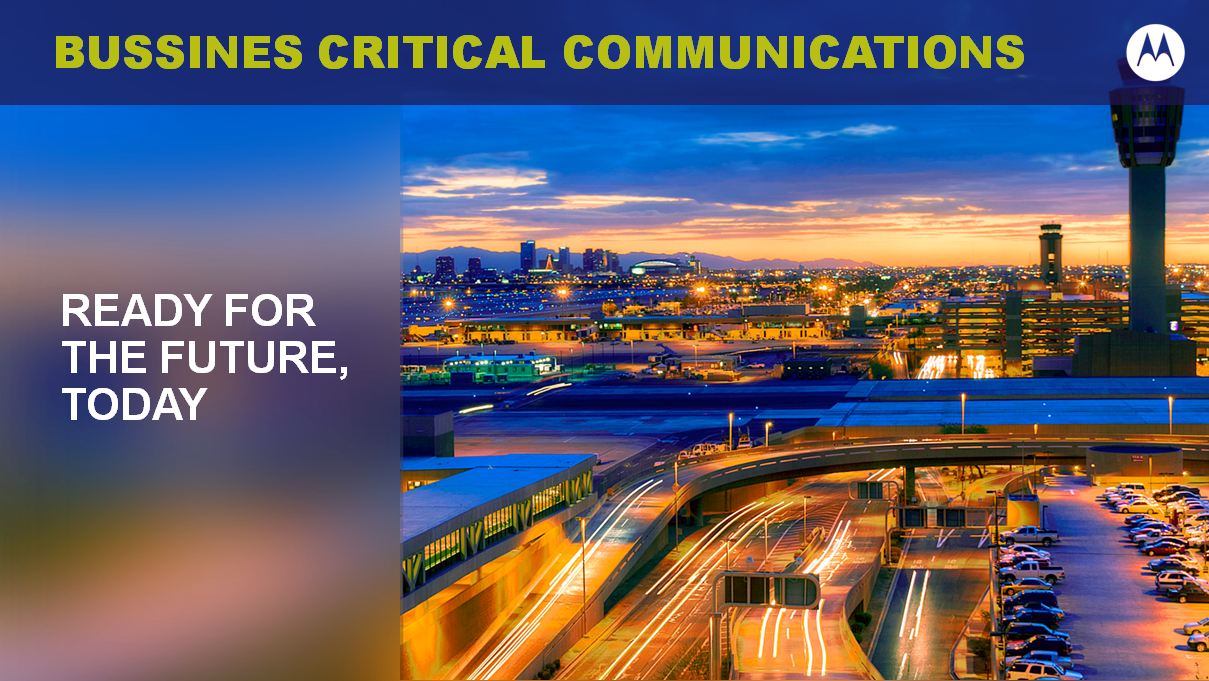 BUSSINES CRITICAL COMMUNICATIONS
READY FOR
THE FUTURE,
TODAY